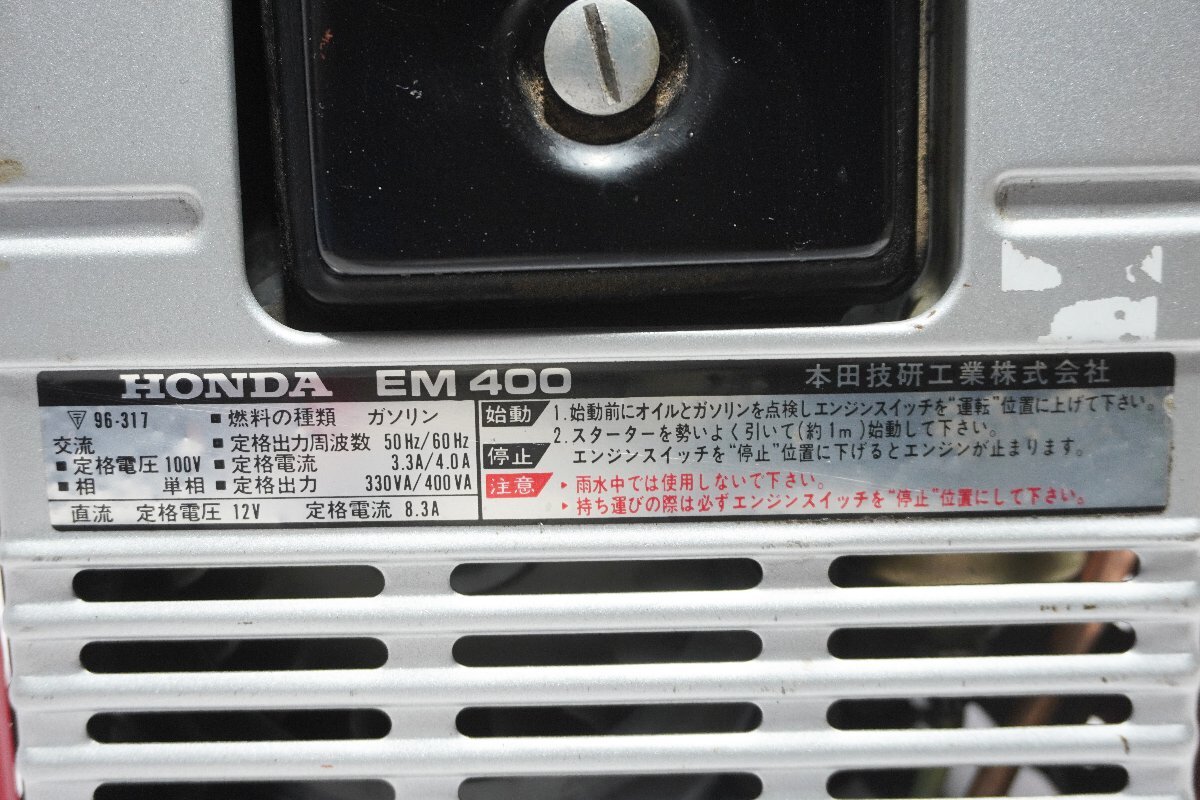 HONDA EM 400 本田技研工業株式会社
▽ 96-317 ■ 燃料の種類 ガソリン
交流 ■ 定格出力周波数 50Hz/60Hz
■ 定格電圧 100V ■ 定格電流 3.3A/4.0A
■ 相 単相 ■ 定格出力 330VA/400VA
直流 定格電圧 12V 定格電流 8.3A
始動 1. 始動前にオイルとガソリンを点検しエンジンスイッチを"運転"位置に上げて下さい。
2. スターターを勢いよく引いて(約1m)始動して下さい。
停止 エンジンスイッチを"停止"位置に下げるとエンジンが止まります。
注意 ▸ 雨水中では使用しないで下さい。
▸ 持ち運びの際は必ずエンジンスイッチを"停止"位置にして下さい。